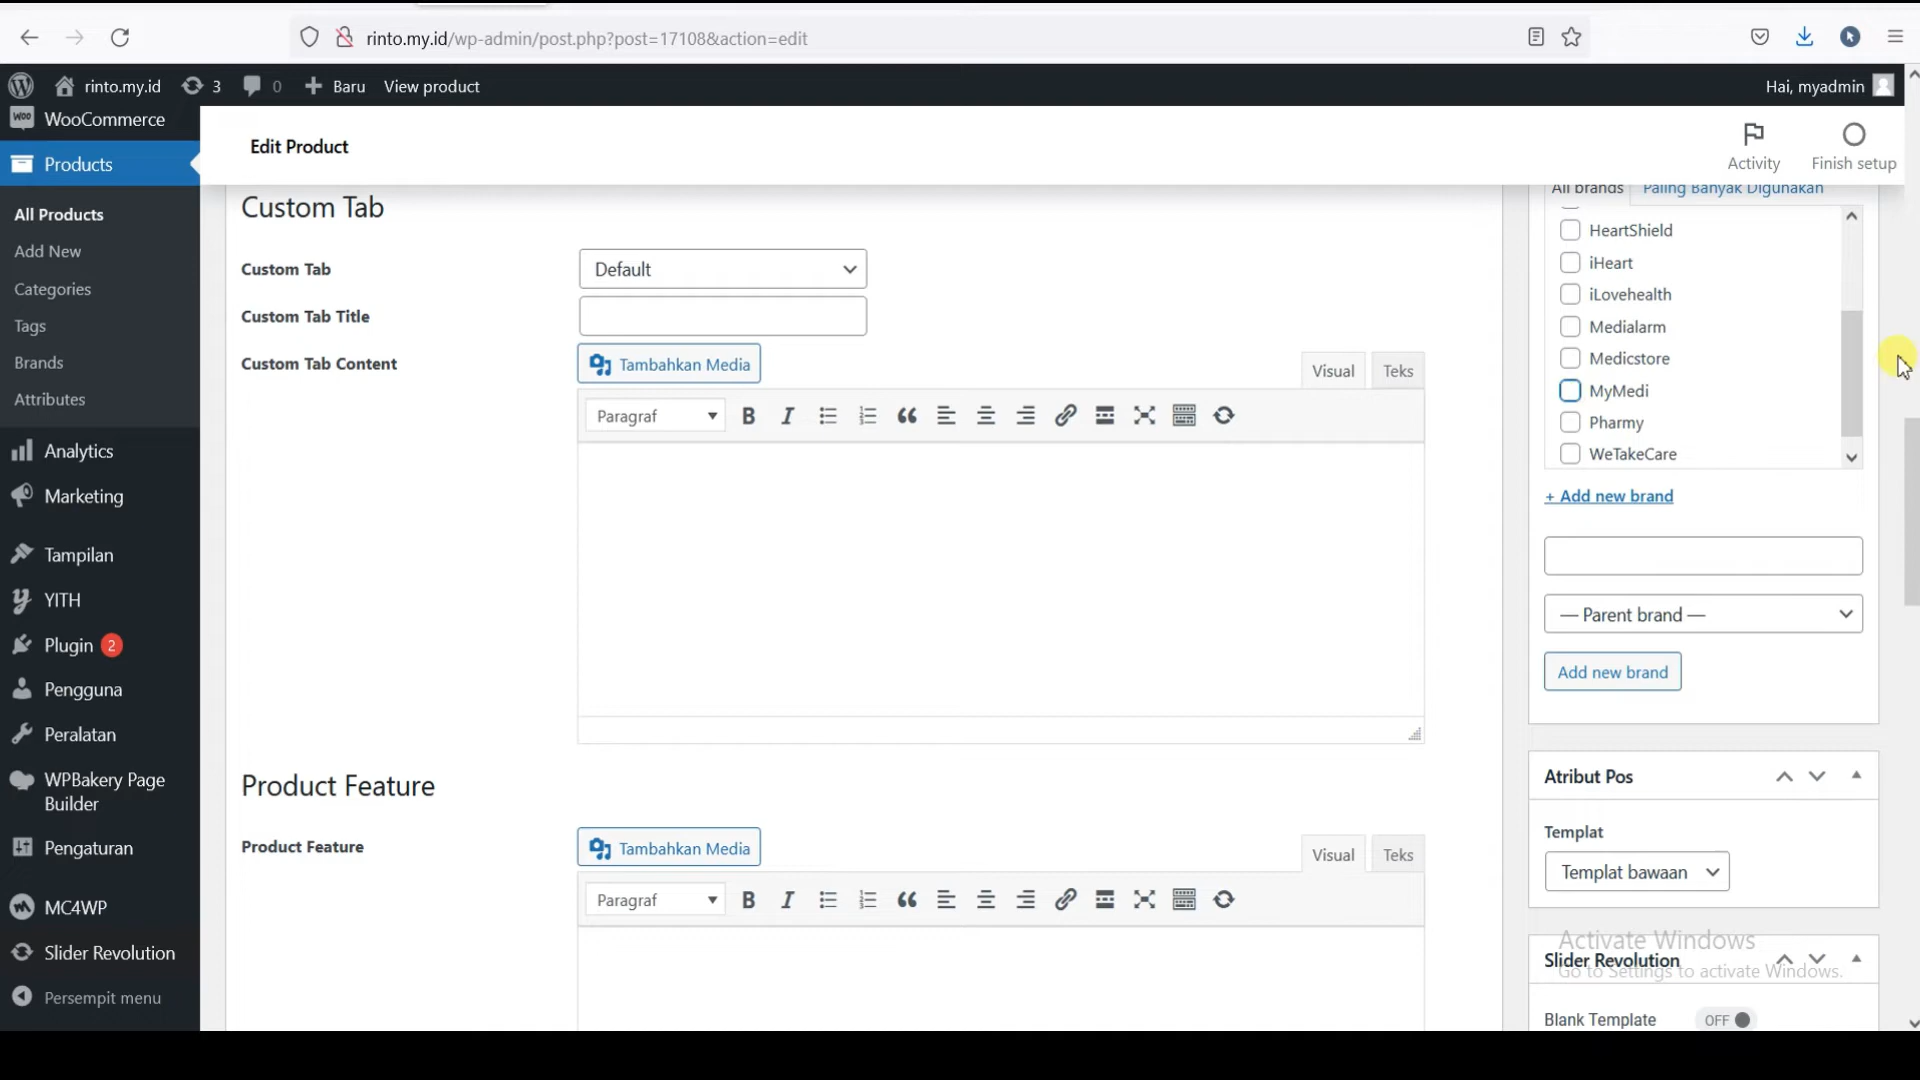 rinto.my.id/wp-admin/post.php?post=17108&action=edit
rinto.my.id
3
0
Baru
View product
Hai, myadmin
WooCommerce
Products
All Products
Add New
Categories
Tags
Brands
Attributes
Analytics
Marketing
Tampilan
YITH
Plugin 2
Pengguna
Peralatan
WPBakery Page
Builder
Pengaturan
MC4WP
Slider Revolution
Persempit menu
Edit Product
Activity
Finish setup
Custom Tab
Custom Tab
Default
Custom Tab Title
Custom Tab Content
Tambahkan Media
Visual
Teks
Paragraf
Product Feature
Product Feature
Tambahkan Media
Visual
Teks
Paragraf
All brands
Paling Banyak Digunakan
HeartShield
iHeart
iLovehealth
Medialarm
Medicstore
MyMedi
Pharmy
WeTakeCare
+ Add new brand
— Parent brand —
Add new brand
Atribut Pos
Templat
Templat bawaan
Activate Windows
Slider Revolution
Go to Settings to activate Windows.
Blank Template
OFF